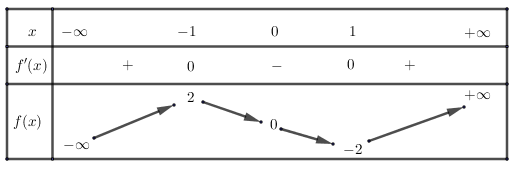 x −∞ −1 0 1 +∞
f′(x) + 0 − 0 +
2 +∞
f(x) 0
−∞ −2